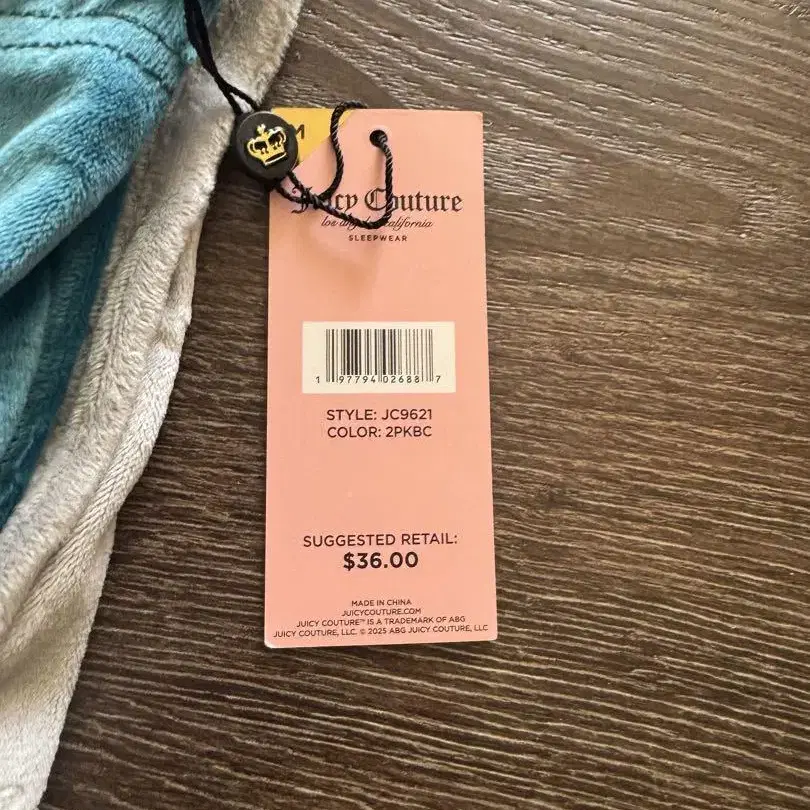 M
Juicy Couture
los angeles california
SLEEPWEAR
1 97794 02688 7
STYLE: JC9621
COLOR: 2PKBC
SUGGESTED RETAIL:
$36.00
MADE IN CHINA
JUICYCOUTURE.COM
JUICY COUTURE™ IS A TRADEMARK OF ABG
JUICY COUTURE, LLC. © 2025 ABG JUICY COUTURE, LLC